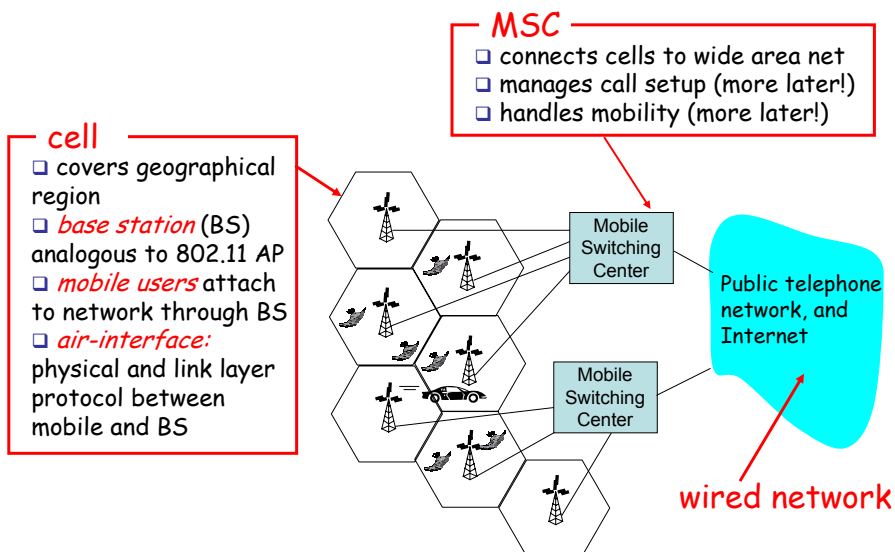 MSC
❑ connects cells to wide area net
❑ manages call setup (more later!)
❑ handles mobility (more later!)
cell
❑ covers geographical
region
❑ base station (BS)
analogous to 802.11 AP
❑ mobile users attach
to network through BS
❑ air-interface:
physical and link layer
protocol between
mobile and BS
Mobile
Switching
Center
Public telephone
network, and
Internet
Mobile
Switching
Center
wired network